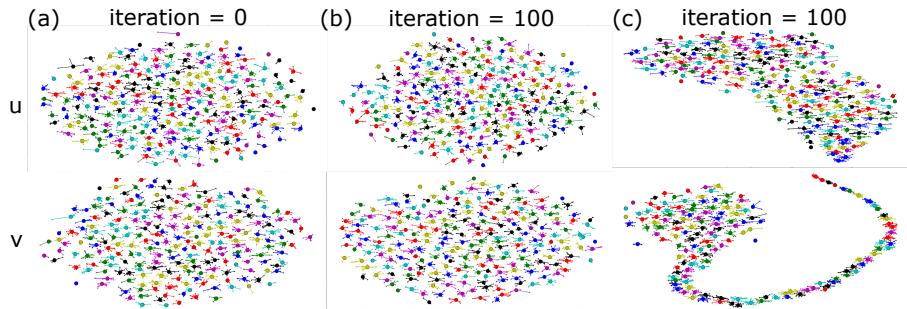 (a) iteration = 0 (b) iteration = 100 (c) iteration = 100
u
v